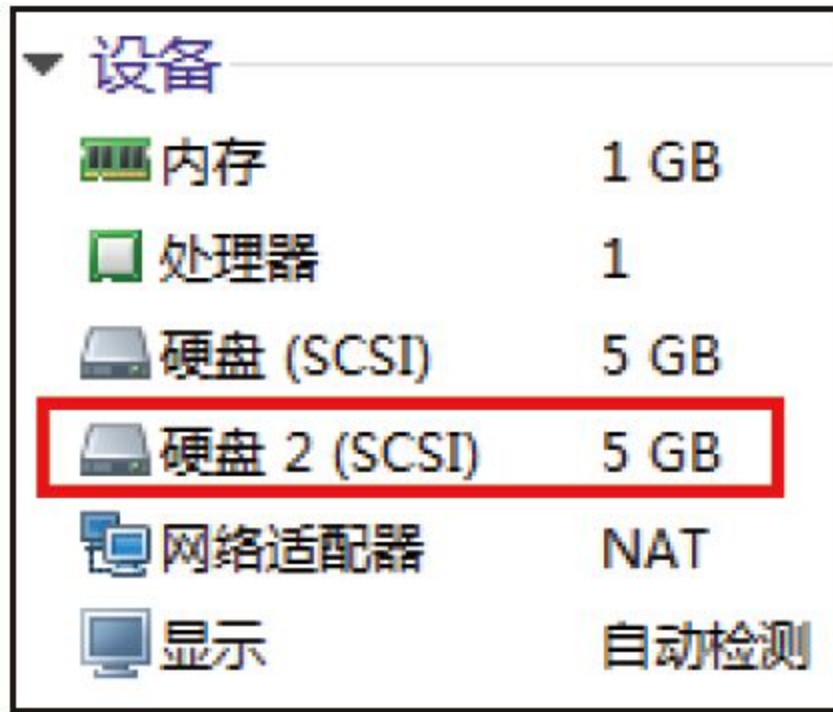 设备
内存 1 GB
处理器 1
硬盘 (SCSI) 5 GB
硬盘 2 (SCSI) 5 GB
网络适配器 NAT
显示 自动检测